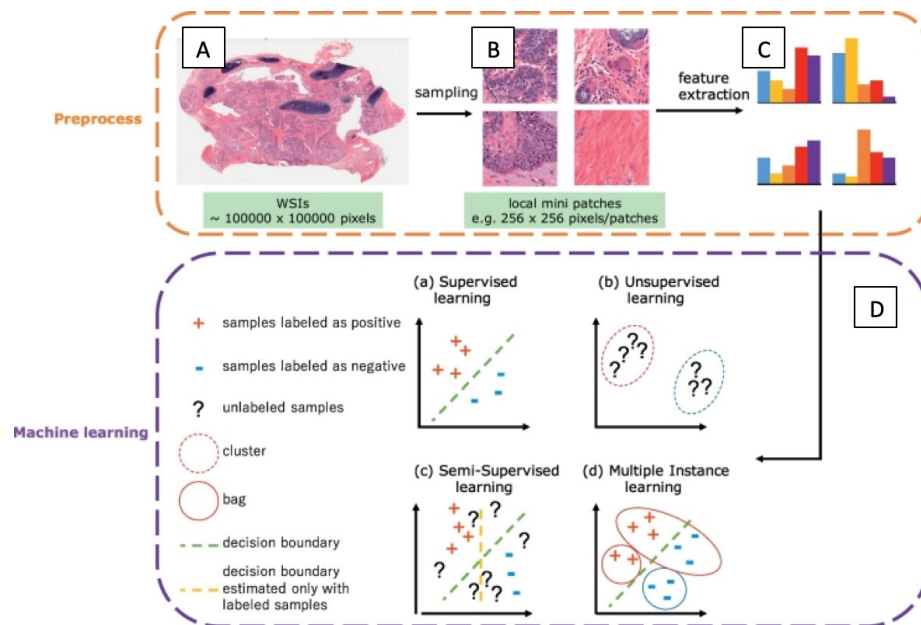 A
B
C
sampling
feature
extraction
Preprocess
WSIs
~ 100000 x 100000 pixels
local mini patches
e.g. 256 x 256 pixels/patches
D
Machine learning
samples labeled as positive
samples labeled as negative
? unlabeled samples
cluster
bag
decision boundary
decision boundary
estimated only with
labeled samples
(a) Supervised
learning
(b) Unsupervised
learning
? ? ? ? ?
? ? ?
(c) Semi-Supervised
learning
? ? ? ? ? ? ? ? ?
(d) Multiple Instance
learning